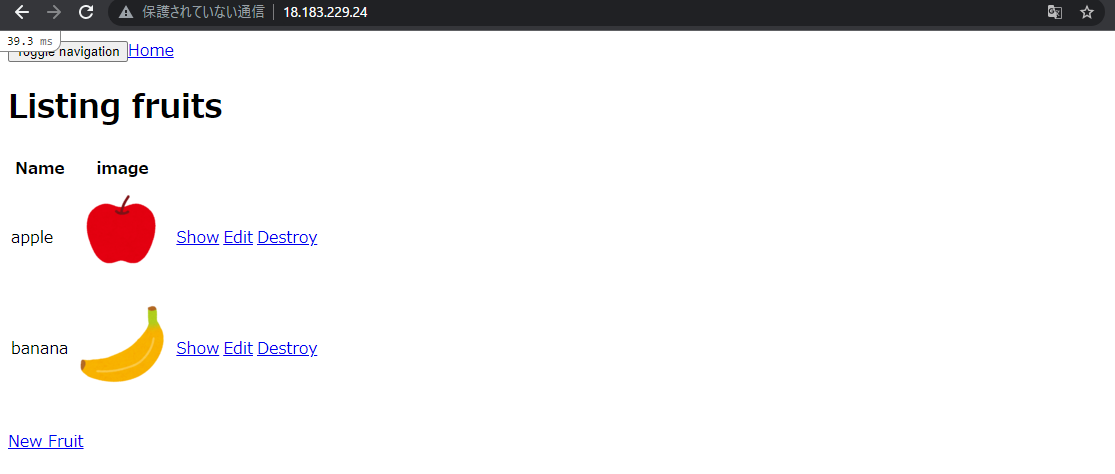 保護されていない通信 18.183.229.24
39.3 ms
Toggle navigation Home
Listing fruits
Name image
apple Show Edit Destroy
banana Show Edit Destroy
New Fruit